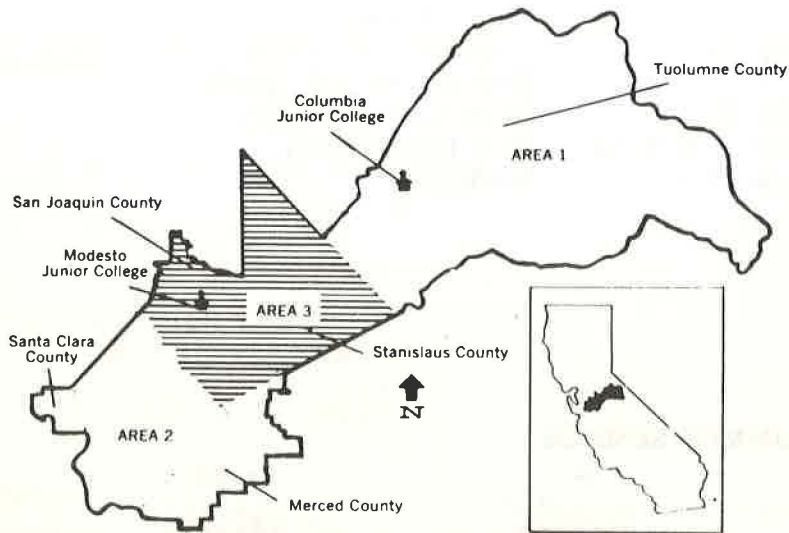 Tuolumne County
Columbia
Junior College
AREA 1
San Joaquin County
Modesto
Junior College
AREA 3
Santa Clara
County
Stanislaus County
N
AREA 2
Merced County